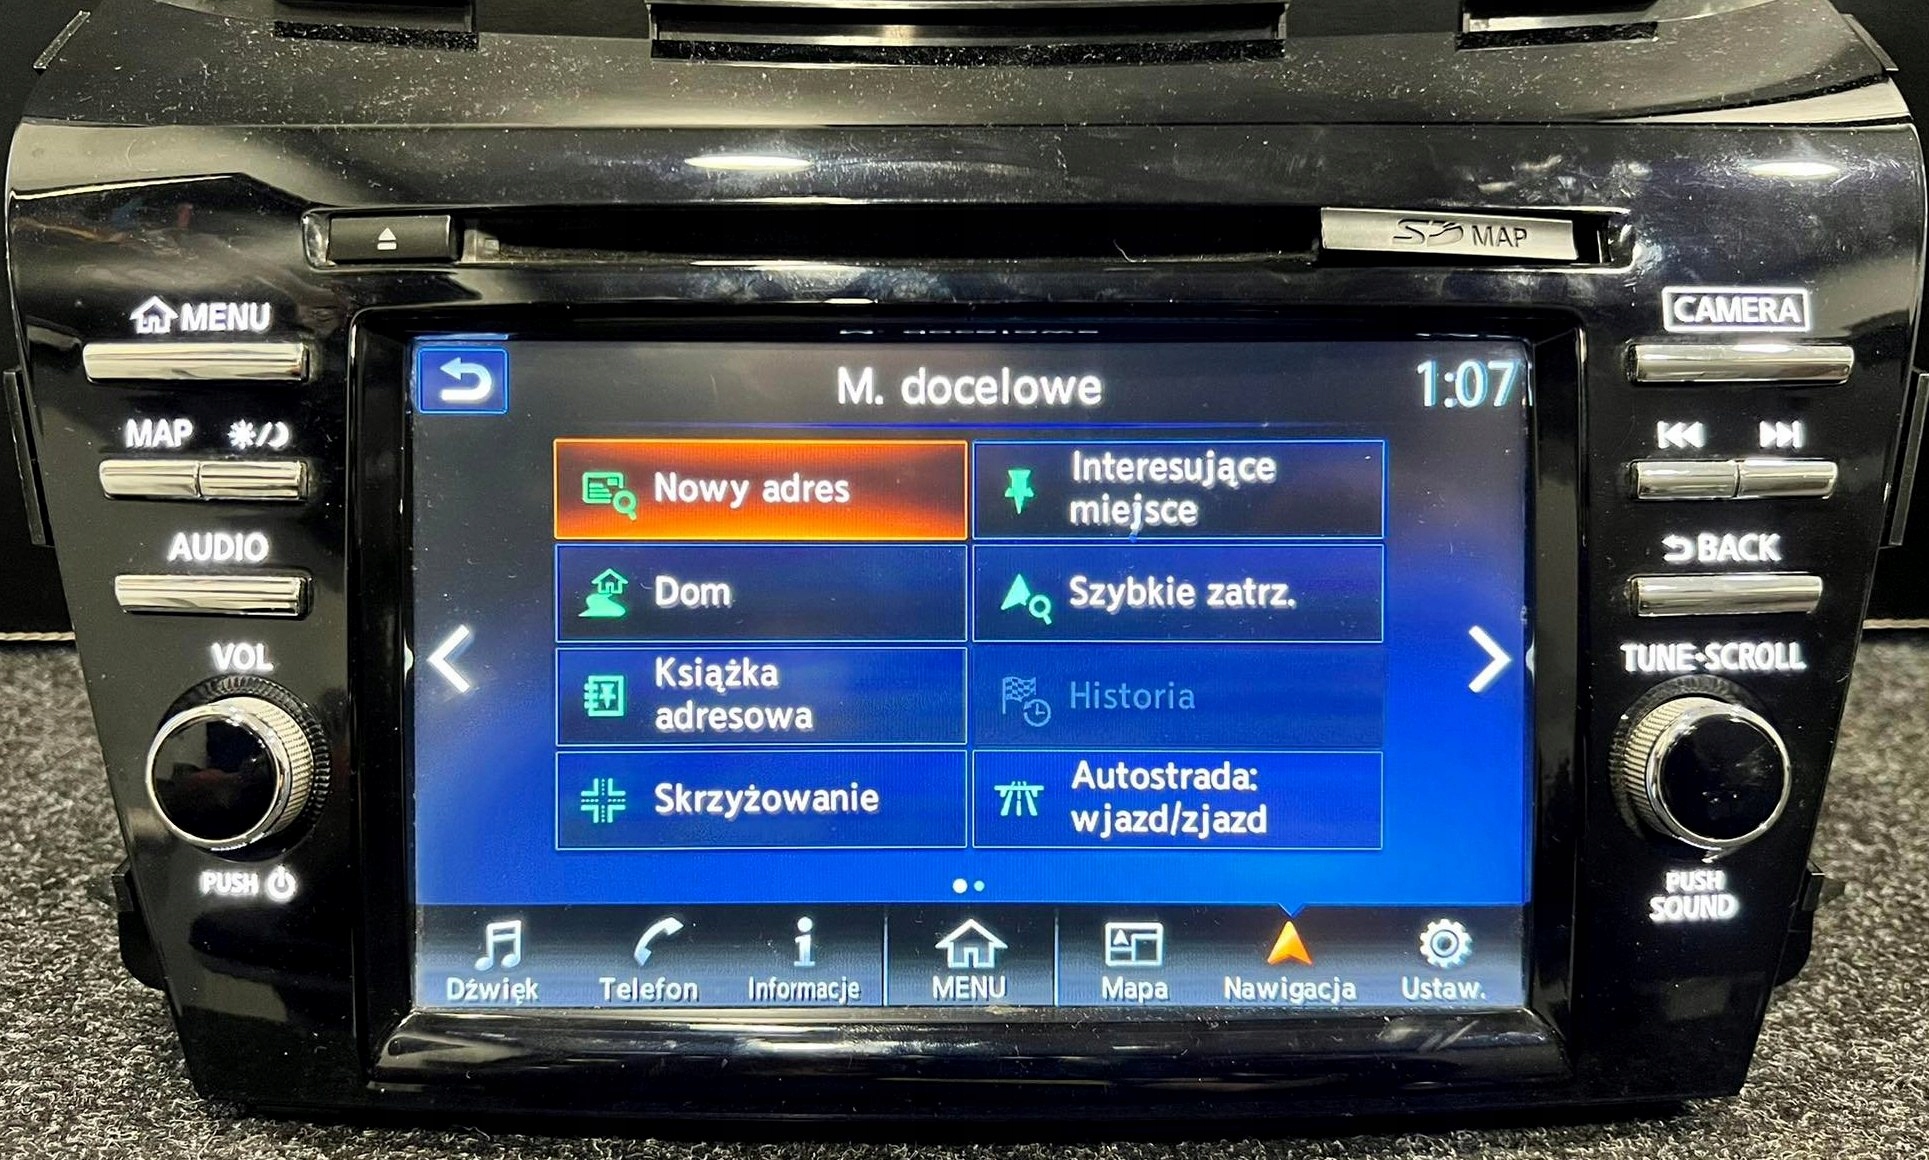 SD MAP
MENU
CAMERA
M. docelowe
1:07
MAP
Nowy adres
Interesujące
miejsce
AUDIO
BACK
Dom
Szybkie zatrz.
VOL
TUNE·SCROLL
Książka
adresowa
Historia
Skrzyżowanie
Autostrada:
wjazd/zjazd
PUSH
PUSH
SOUND
Dźwięk
Telefon
Informacje
MENU
Mapa
Nawigacja
Ustaw.